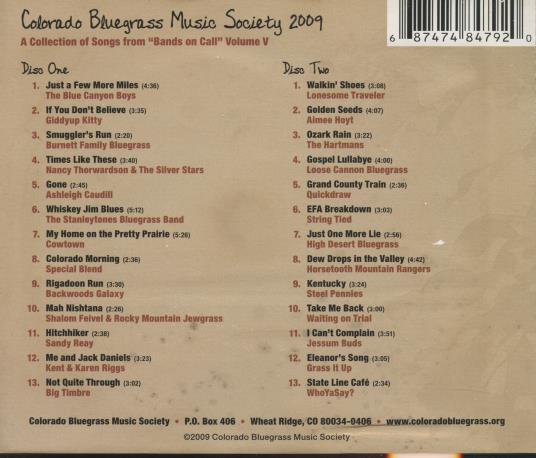 Colorado Bluegrass Music Society 2009
A Collection of Songs from "Bands on Call" Volume V
6 87474 84792 0
Disc One
1. Just a Few More Miles (4:36)
The Blue Canyon Boys
2. If You Don't Believe (3:35)
Giddyup Kitty
3. Smuggler's Run (2:20)
Burnett Family Bluegrass
4. Times Like These (3:40)
Nancy Thorwardson & The Silver Stars
5. Gone (2:45)
Ashleigh Caudill
6. Whiskey Jim Blues (5:12)
The Stanleytones Bluegrass Band
7. My Home on the Pretty Prairie (5:26)
Cowtown
8. Colorado Morning (2:36)
Special Blend
9. Rigadoon Run (3:30)
Backwoods Galaxy
10. Mah Nishtana (2:26)
Shalom Feivel & Rocky Mountain Jewgrass
11. Hitchhiker (2:38)
Sandy Reay
12. Me and Jack Daniels (3:23)
Kent & Karen Riggs
13. Not Quite Through (3:02)
Big Timbre
Disc Two
1. Walkin' Shoes (3:08)
Lonesome Traveler
2. Golden Seeds (4:07)
Aimee Hoyt
3. Ozark Rain (3:22)
The Hartmans
4. Gospel Lullabye (4:00)
Loose Cannon Bluegrass
5. Grand County Train (2:36)
Quickdraw
6. EFA Breakdown (3:03)
String Tied
7. Just One More Lie (2:56)
High Desert Bluegrass
8. Dew Drops in the Valley (4:42)
Horsetooth Mountain Rangers
9. Kentucky (3:24)
Steel Pennies
10. Take Me Back (3:00)
Waiting on Trial
11. I Can't Complain (3:51)
Jessum Buds
12. Eleanor's Song (3:05)
Grass It Up
13. State Line Café (2:34)
WhoYaSay?
Colorado Bluegrass Music Society • P.O. Box 406 • Wheat Ridge, CO 80034-0406 • www.coloradobluegrass.org
©2009 Colorado Bluegrass Music Society